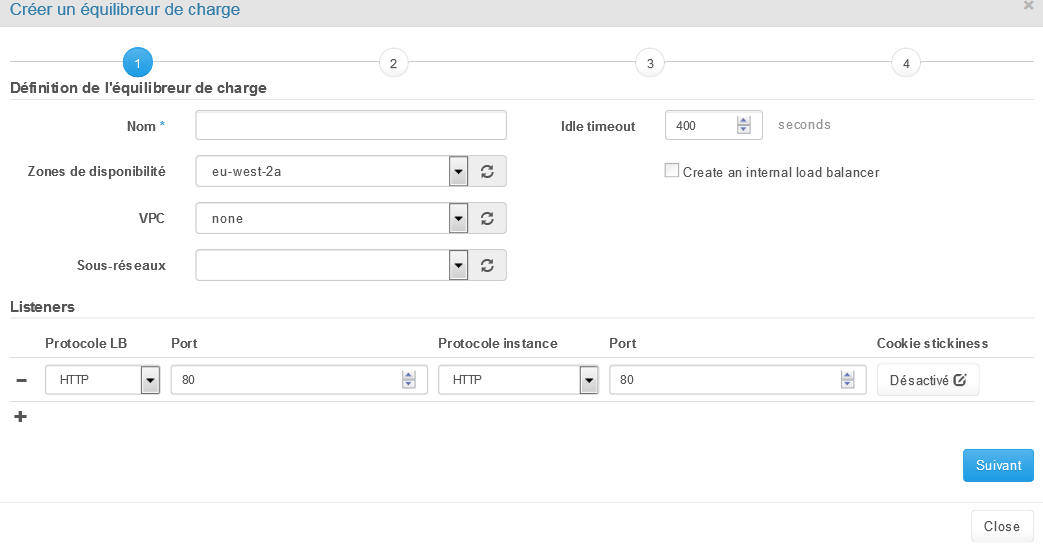 Créer un équilibreur de charge ×
1 2 3 4
Définition de l'équilibreur de charge
Nom * Idle timeout 400 seconds
Zones de disponibilité eu-west-2a Create an internal load balancer
VPC none
Sous-réseaux
Listeners
Protocole LB Port Protocole instance Port Cookie stickiness
− HTTP 80 HTTP 80 Désactivé
+
Suivant
Close